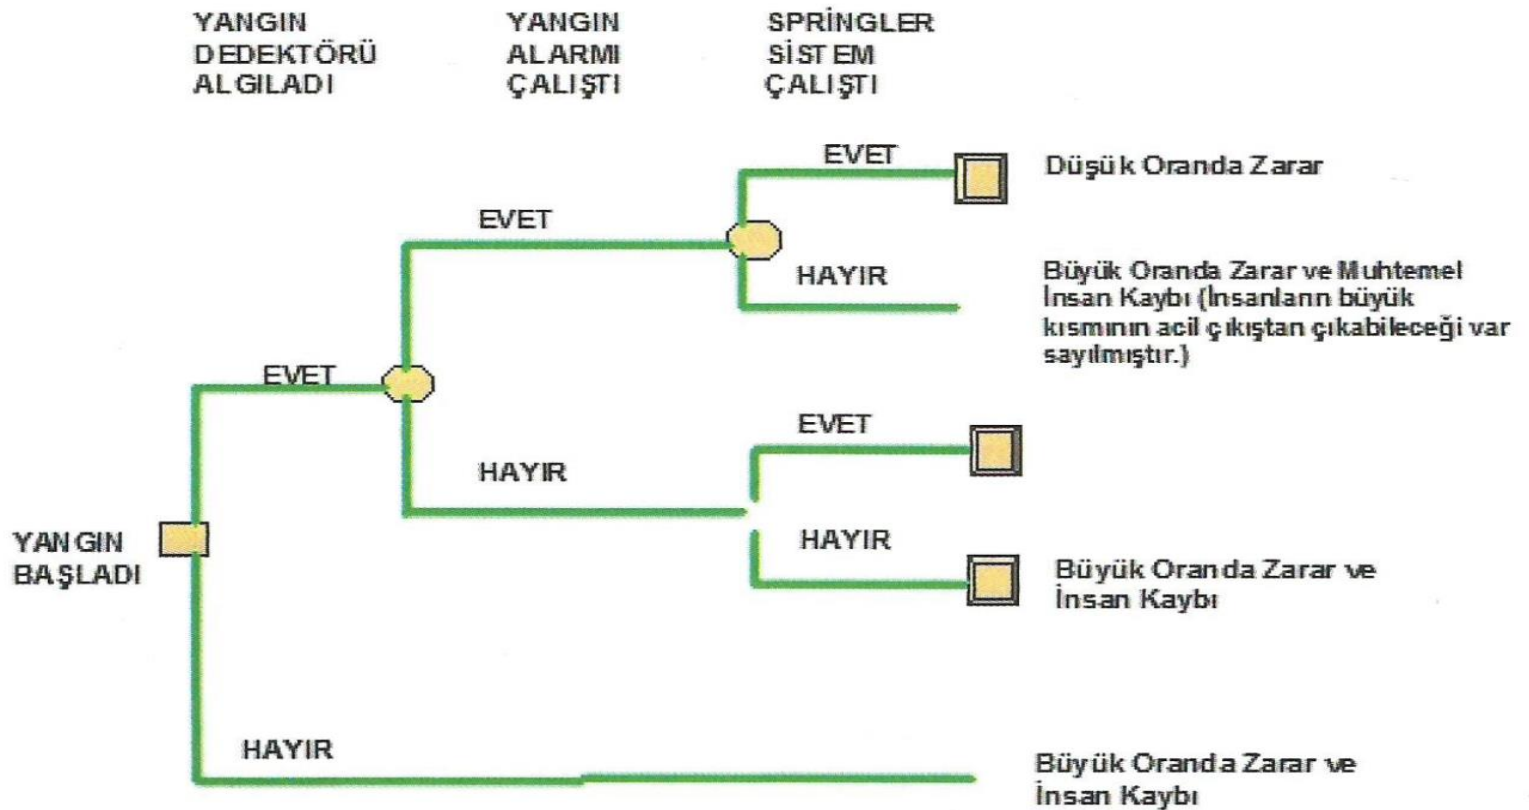 YANGIN
DEDEKTÖRÜ
ALGILADI
YANGIN
ALARMI
ÇALIŞTI
SPRİNGLER
SİSTEM
ÇALIŞTI
EVET
Düşük Oranda Zarar
EVET
HAYIR
Büyük Oranda Zarar ve Muhtemel
İnsan Kaybı (İnsanların büyük
kısmının acil çıkıştan çıkabileceği var
sayılmıştır.)
EVET
EVET
HAYIR
HAYIR
YANGIN
BAŞLADI
Büyük Oranda Zarar ve
İnsan Kaybı
HAYIR
Büyük Oranda Zarar ve
İnsan Kaybı